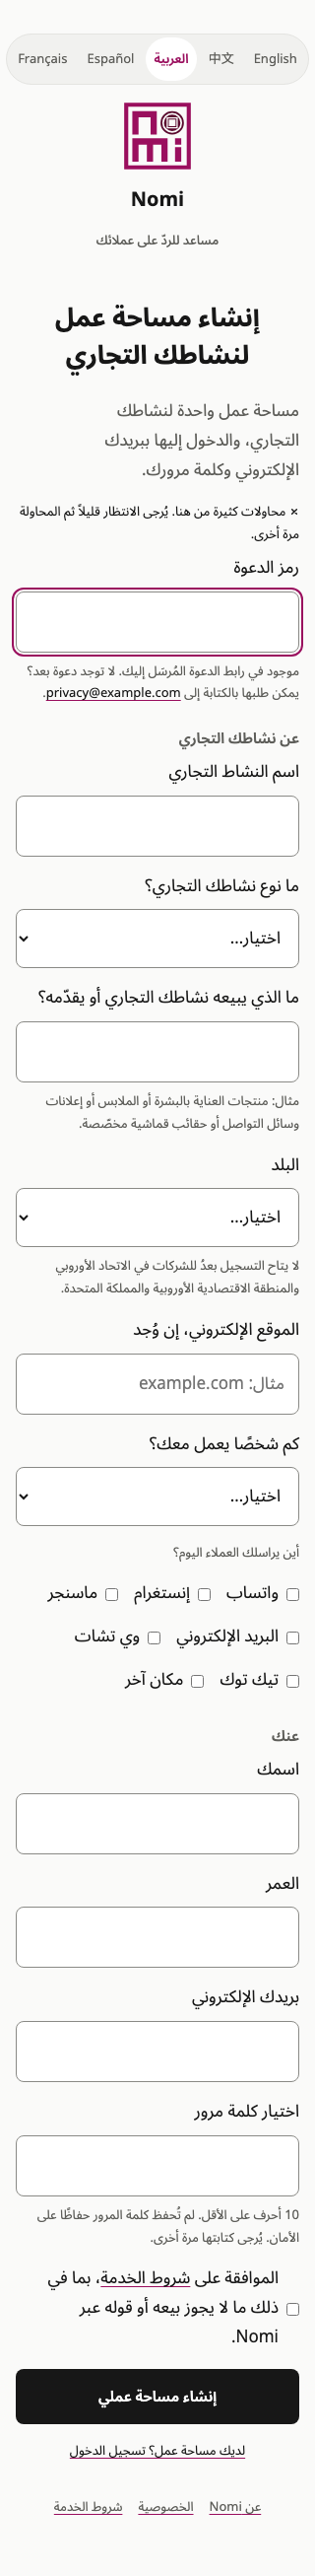 English 中文 العربية Español Français
nomi
Nomi
مساعد للردّ على عملائك
إنشاء مساحة عمل
لنشاطك التجاري
مساحة عمل واحدة لنشاطك
التجاري، والدخول إليها ببريدك
الإلكتروني وكلمة مرورك.
× محاولات كثيرة من هنا. يُرجى الانتظار قليلاً ثم المحاولة
مرة أخرى.
رمز الدعوة
موجود في رابط الدعوة المُرسَل إليك. لا توجد دعوة بعد؟
يمكن طلبها بالكتابة إلى privacy@example.com.
عن نشاطك التجاري
اسم النشاط التجاري
ما نوع نشاطك التجاري؟
اختيار...
ما الذي يبيعه نشاطك التجاري أو يقدّمه؟
مثال: منتجات العناية بالبشرة أو الملابس أو إعلانات
وسائل التواصل أو حقائب قماشية مخصّصة.
البلد
اختيار...
لا يتاح التسجيل بعدُ للشركات في الاتحاد الأوروبي
والمنطقة الاقتصادية الأوروبية والمملكة المتحدة.
الموقع الإلكتروني، إن وُجد
مثال: example.com
كم شخصًا يعمل معك؟
اختيار...
أين يراسلك العملاء اليوم؟
واتساب إنستغرام ماسنجر
البريد الإلكتروني وي تشات
تيك توك مكان آخر
عنك
اسمك
العمر
بريدك الإلكتروني
اختيار كلمة مرور
10 أحرف على الأقل. لم تُحفظ كلمة المرور حفاظًا على
الأمان. يُرجى كتابتها مرة أخرى.
الموافقة على شروط الخدمة، بما في
ذلك ما لا يجوز بيعه أو قوله عبر
Nomi.
إنشاء مساحة عملي
لديك مساحة عمل؟ تسجيل الدخول
عن Nomi الخصوصية شروط الخدمة